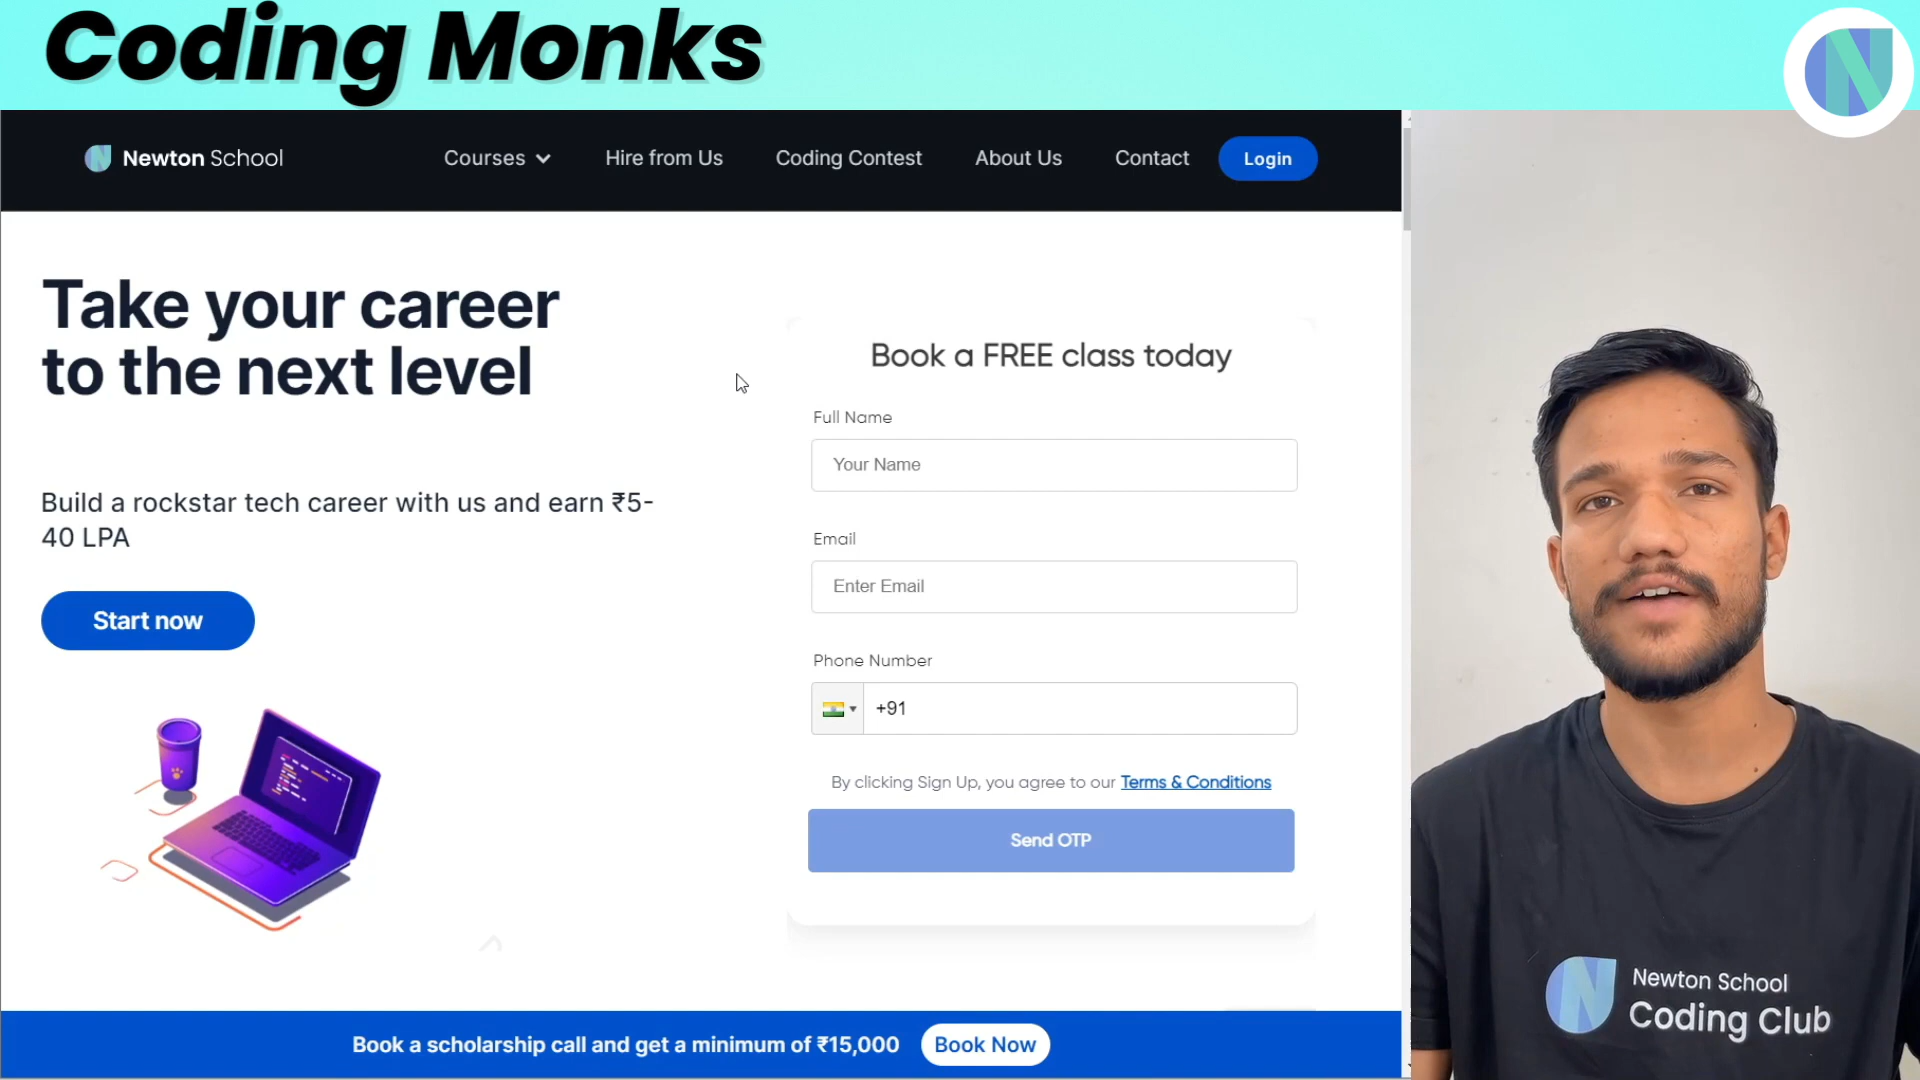 Coding Monks
Newton School
Courses
Hire from Us
Coding Contest
About Us
Contact
Login
Take your career
to the next level
Build a rockstar tech career with us and earn ₹5-
40 LPA
Start now
Book a FREE class today
Full Name
Your Name
Email
Enter Email
Phone Number
+91
By clicking Sign Up, you agree to our Terms & Conditions
Send OTP
Book a scholarship call and get a minimum of ₹15,000
Book Now
Newton School
Coding Club